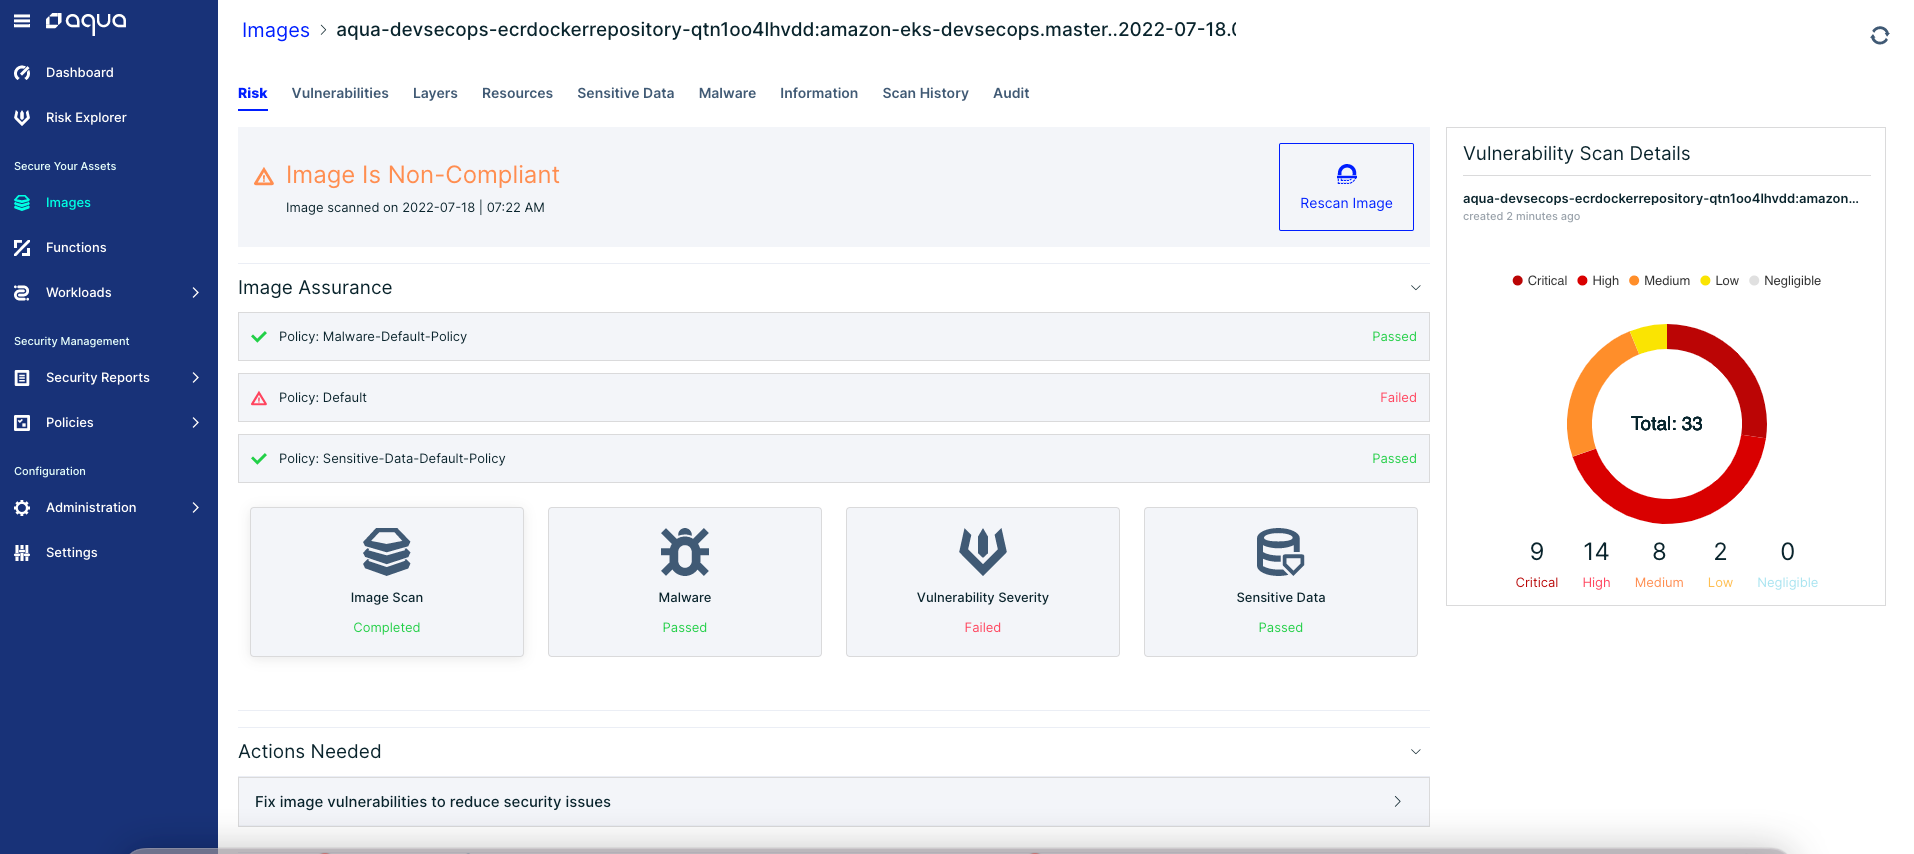 aqua
Dashboard
Risk Explorer
Secure Your Assets
Images
Functions
Workloads
Security Management
Security Reports
Policies
Configuration
Administration
Settings
Images > aqua-devsecops-ecrdockerrepository-qtn1oo4lhvdd:amazon-eks-devsecops.master..2022-07-18.
Risk Vulnerabilities Layers Resources Sensitive Data Malware Information Scan History Audit
Image Is Non-Compliant
Image scanned on 2022-07-18 | 07:22 AM
Rescan Image
Image Assurance
Policy: Malware-Default-Policy Passed
Policy: Default Failed
Policy: Sensitive-Data-Default-Policy Passed
Image Scan
Completed
Malware
Passed
Vulnerability Severity
Failed
Sensitive Data
Passed
Actions Needed
Fix image vulnerabilities to reduce security issues
Vulnerability Scan Details
aqua-devsecops-ecrdockerrepository-qtn1oo4lhvdd:amazon...
created 2 minutes ago
Critical High Medium Low Negligible
Total: 33
9 14 8 2 0
Critical High Medium Low Negligible